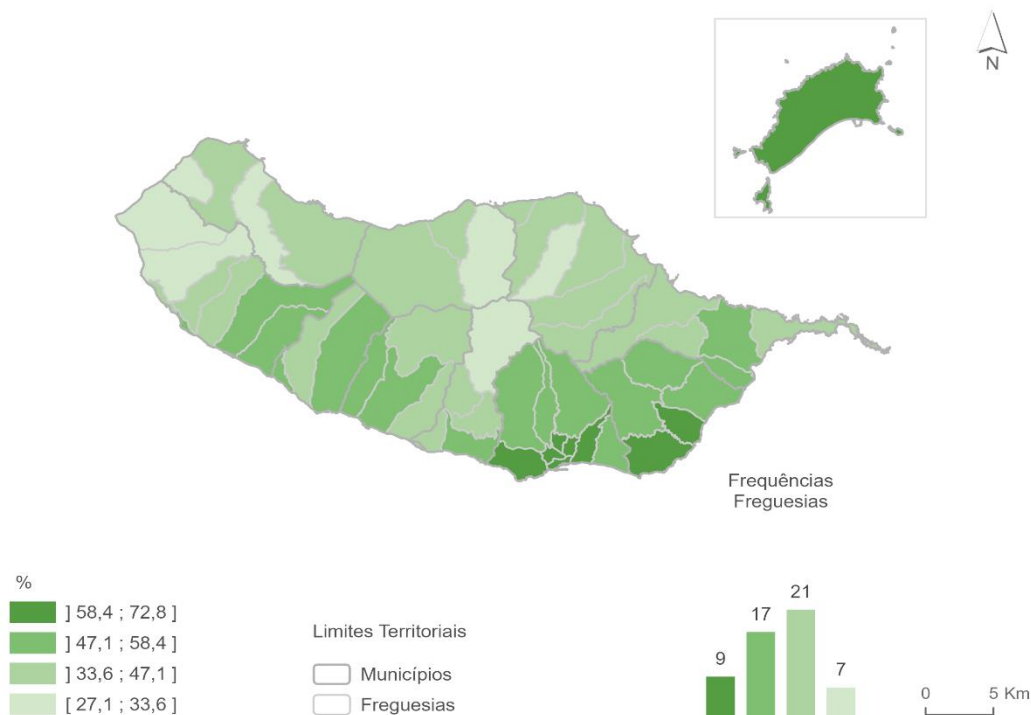 N
Frequências
Freguesias
%
] 58,4 ; 72,8 ]
] 47,1 ; 58,4 ]
] 33,6 ; 47,1 ]
[ 27,1 ; 33,6 ]
Limites Territoriais
Municípios
Freguesias
9
17
21
7
0 5 Km